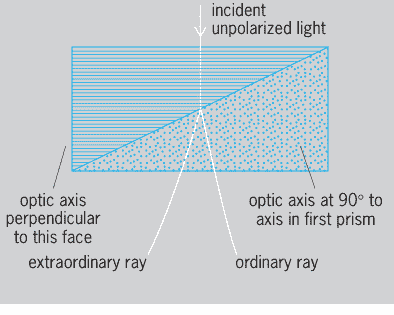 incident
unpolarized light
optic axis
perpendicular
to this face
optic axis at 90° to
axis in first prism
extraordinary ray
ordinary ray